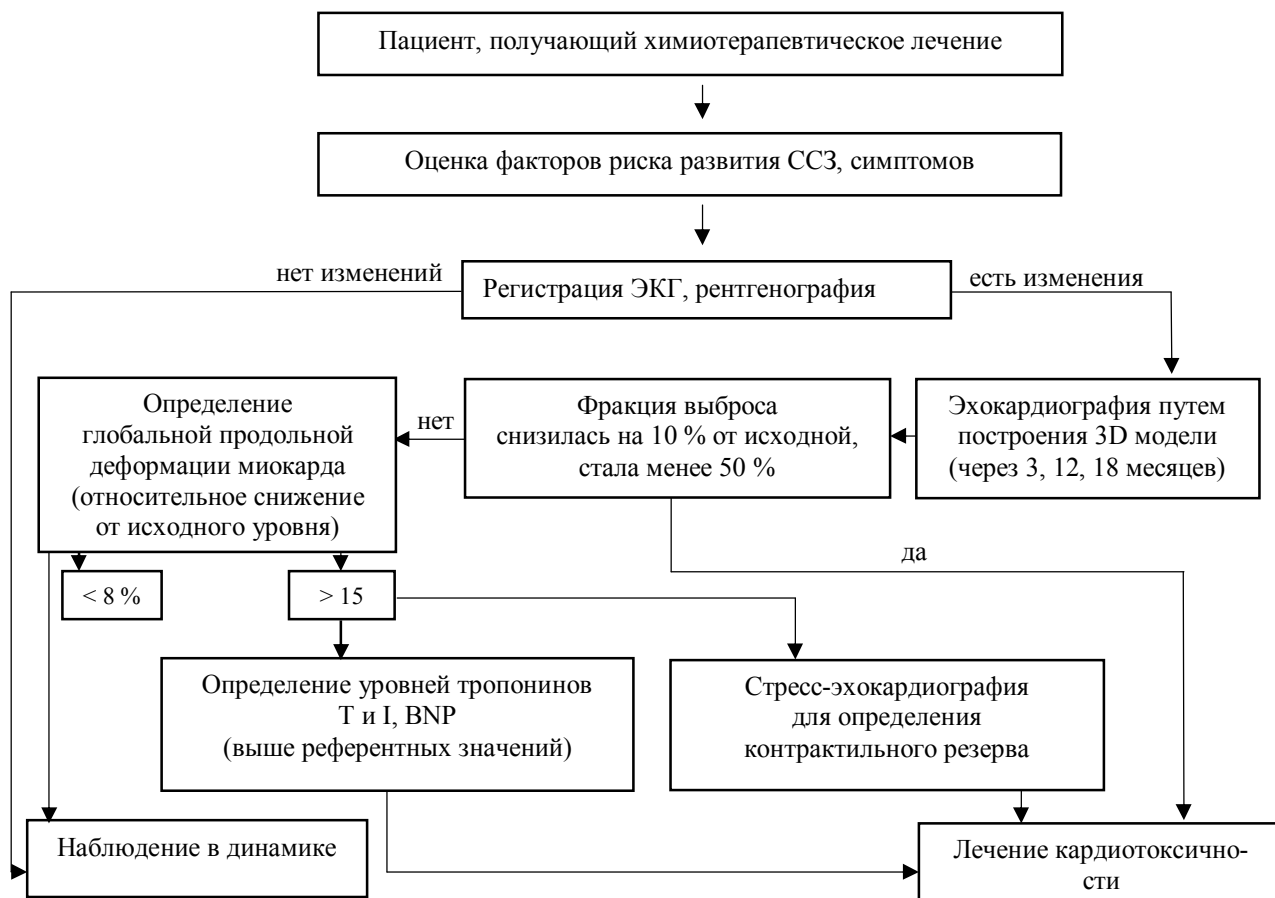 Пациент, получающий химиотерапевтическое лечение
Оценка факторов риска развития ССЗ, симптомов
нет изменений
Регистрация ЭКГ, рентгенография
есть изменения
Определение
глобальной продольной
деформации миокарда
(относительное снижение
от исходного уровня)
нет
Фракция выброса
снизилась на 10 % от исходной,
стала менее 50 %
Эхокардиография путем
построения 3D модели
(через 3, 12, 18 месяцев)
да
< 8 %
> 15
Определение уровней тропонинов
Т и I, BNP
(выше референтных значений)
Стресс-эхокардиография
для определения
контрактильного резерва
Наблюдение в динамике
Лечение кардиотоксично-
сти